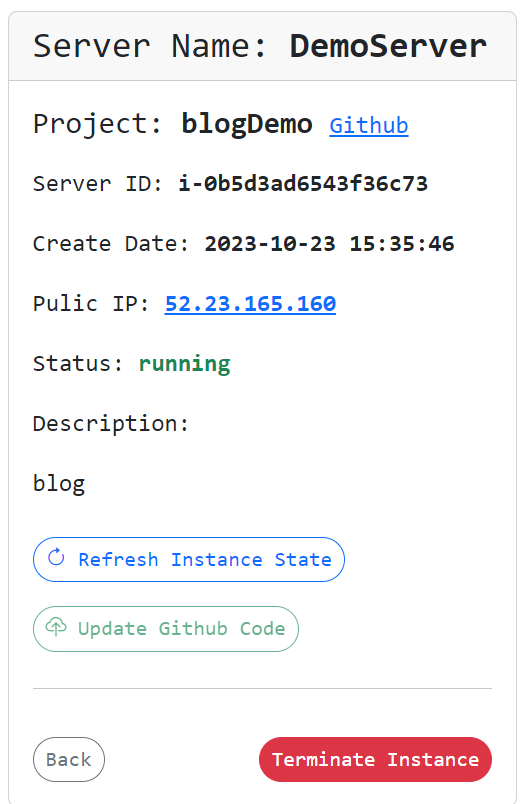 Server Name: DemoServer
Project: blogDemo Github
Server ID: i-0b5d3ad6543f36c73
Create Date: 2023-10-23 15:35:46
Pulic IP: 52.23.165.160
Status: running
Description:
blog
Refresh Instance State
Update Github Code
Back Terminate Instance